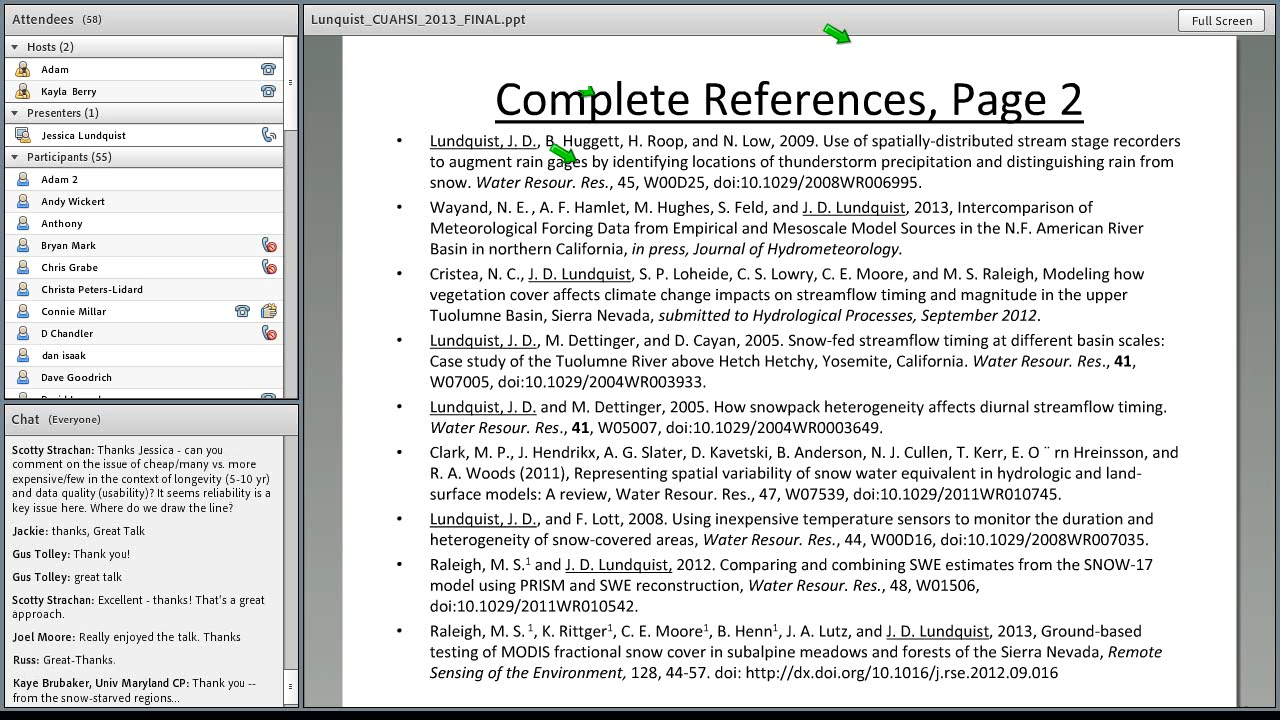 Attendees (58)
Hosts (2)
Adam
Kayla Berry
Presenters (1)
Jessica Lundquist
Participants (55)
Adam 2
Andy Wickert
Anthony
Bryan Mark
Chris Grabe
Christa Peters-Lidard
Connie Millar
D Chandler
dan isaak
Dave Goodrich
Chat (Everyone)
Scotty Strachan: Thanks Jessica - can you
comment on the issue of cheap/many vs. more
expensive/few in the context of longevity (5-10 yr)
and data quality (usability)? It seems reliability is a
key issue here. Where do we draw the line?
Jackie: thanks, Great Talk
Gus Tolley: Thank you!
Gus Tolley: great talk
Scotty Strachan: Excellent - thanks! That's a great
approach.
Joel Moore: Really enjoyed the talk. Thanks
Russ: Great-Thanks.
Kaye Brubaker, Univ Maryland CP: Thank you --
from the snow-starved regions...
Lunquist_CUAHSI_2013_FINAL.ppt
Full Screen
Complete References, Page 2
• Lundquist, J. D., B. Huggett, H. Roop, and N. Low, 2009. Use of spatially-distributed stream stage recorders
to augment rain gages by identifying locations of thunderstorm precipitation and distinguishing rain from
snow. Water Resour. Res., 45, W00D25, doi:10.1029/2008WR006995.
• Wayand, N. E., A. F. Hamlet, M. Hughes, S. Feld, and J. D. Lundquist, 2013, Intercomparison of
Meteorological Forcing Data from Empirical and Mesoscale Model Sources in the N.F. American River
Basin in northern California, in press, Journal of Hydrometeorology.
• Cristea, N. C., J. D. Lundquist, S. P. Loheide, C. S. Lowry, C. E. Moore, and M. S. Raleigh, Modeling how
vegetation cover affects climate change impacts on streamflow timing and magnitude in the upper
Tuolumne Basin, Sierra Nevada, submitted to Hydrological Processes, September 2012.
• Lundquist, J. D., M. Dettinger, and D. Cayan, 2005. Snow-fed streamflow timing at different basin scales:
Case study of the Tuolumne River above Hetch Hetchy, Yosemite, California. Water Resour. Res., 41,
W07005, doi:10.1029/2004WR003933.
• Lundquist, J. D. and M. Dettinger, 2005. How snowpack heterogeneity affects diurnal streamflow timing.
Water Resour. Res., 41, W05007, doi:10.1029/2004WR0003649.
• Clark, M. P., J. Hendrikx, A. G. Slater, D. Kavetski, B. Anderson, N. J. Cullen, T. Kerr, E. O ¨ rn Hreinsson, and
R. A. Woods (2011), Representing spatial variability of snow water equivalent in hydrologic and land-
surface models: A review, Water Resour. Res., 47, W07539, doi:10.1029/2011WR010745.
• Lundquist, J. D., and F. Lott, 2008. Using inexpensive temperature sensors to monitor the duration and
heterogeneity of snow-covered areas, Water Resour. Res., 44, W00D16, doi:10.1029/2008WR007035.
• Raleigh, M. S.¹ and J. D. Lundquist, 2012. Comparing and combining SWE estimates from the SNOW-17
model using PRISM and SWE reconstruction, Water Resour. Res., 48, W01506,
doi:10.1029/2011WR010542.
• Raleigh, M. S.¹, K. Rittger¹, C. E. Moore¹, B. Henn¹, J. A. Lutz, and J. D. Lundquist, 2013, Ground-based
testing of MODIS fractional snow cover in subalpine meadows and forests of the Sierra Nevada, Remote
Sensing of the Environment, 128, 44-57. doi: http://dx.doi.org/10.1016/j.rse.2012.09.016